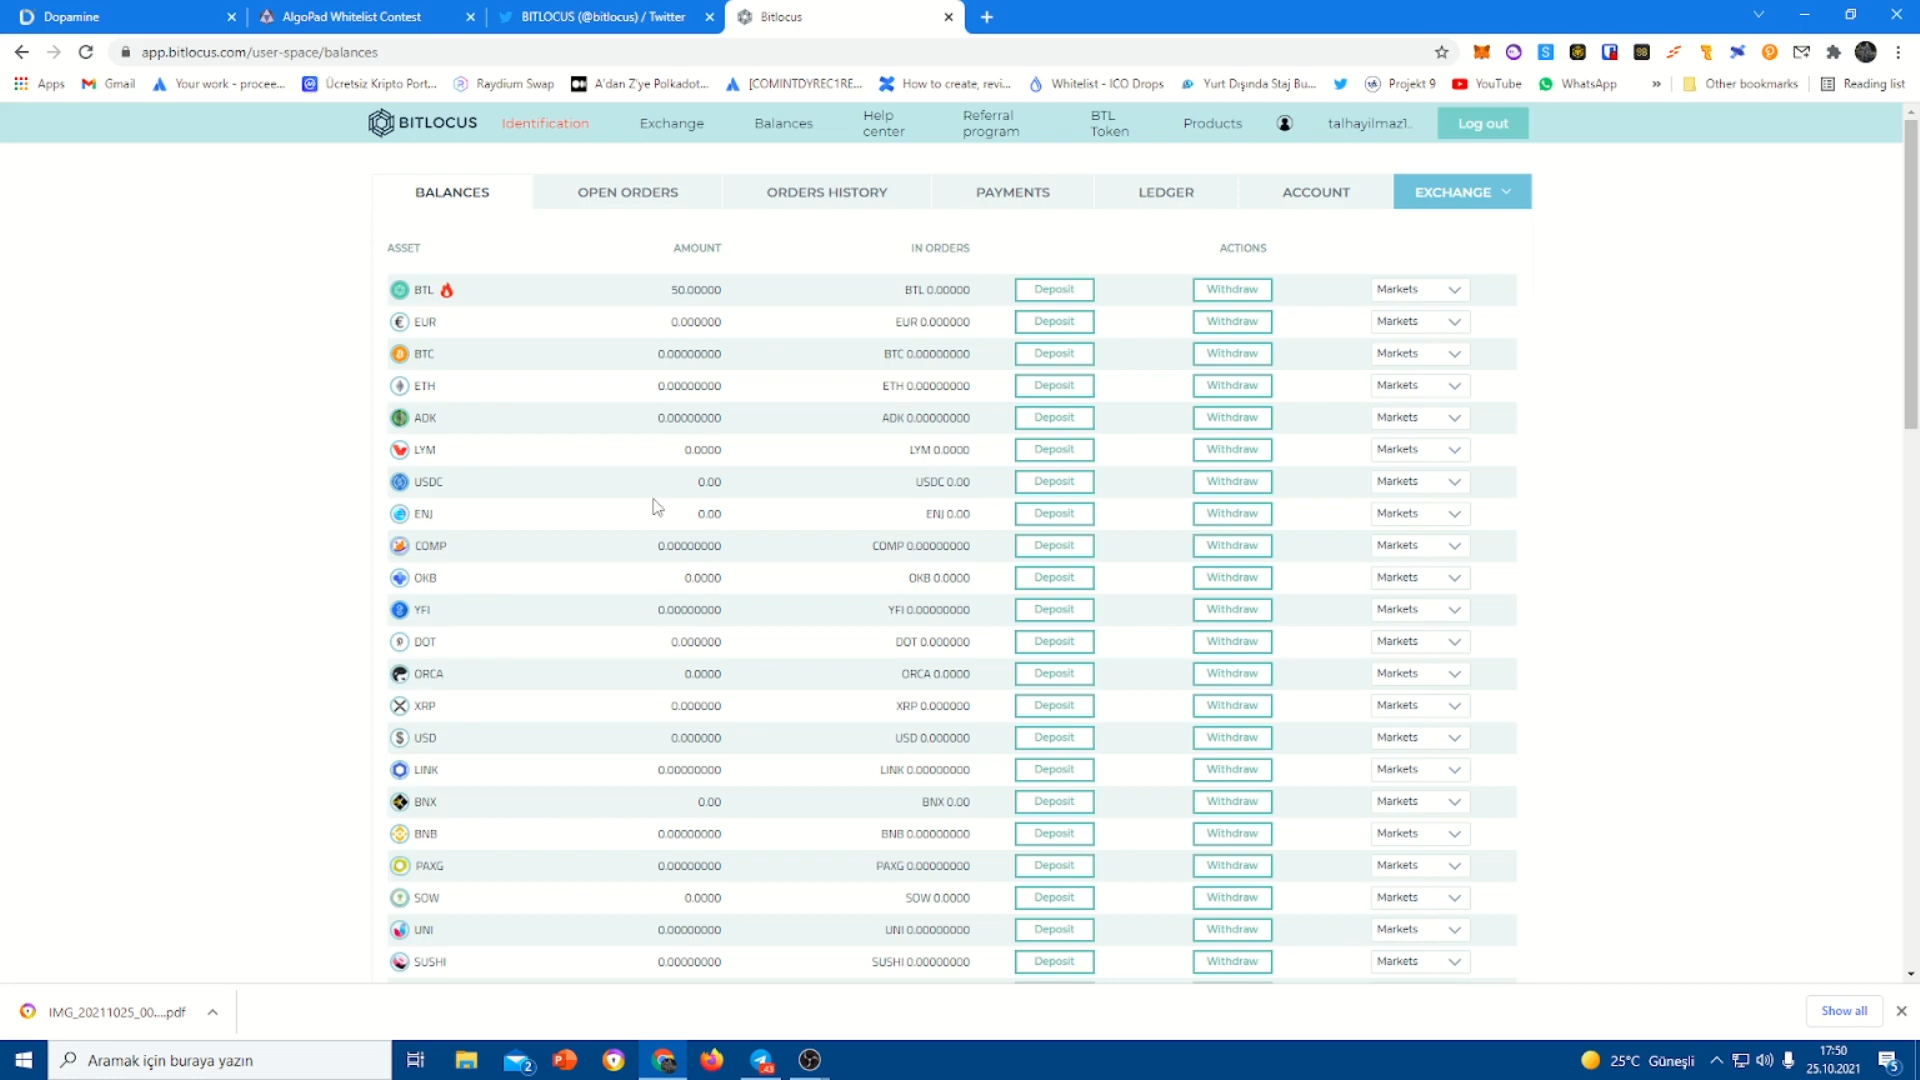 Dopamine
AlgoPad Whitelist Contest
BITLOCUS (@bitlocus) / Twitter
Bitlocus
app.bitlocus.com/user-space/balances
Apps
Gmail
Your work - procee...
Ücretsiz Kripto Port...
Raydium Swap
A'dan Z'ye Polkadot...
[COMINTDYREC1RE...
How to create, revi...
Whitelist - ICO Drops
Yurt Dışında Staj Bu...
Projekt 9
YouTube
WhatsApp
»
Other bookmarks
Reading list
BITLOCUS
Identification
Exchange
Balances
Help
center
Referral
program
BTL
Token
Products
talhayilmaz1..
Log out
BALANCES
OPEN ORDERS
ORDERS HISTORY
PAYMENTS
LEDGER
ACCOUNT
EXCHANGE
ASSET AMOUNT IN ORDERS ACTIONS
BTL 50.00000 BTL 0.00000 Deposit Withdraw Markets
EUR 0.000000 EUR 0.000000 Deposit Withdraw Markets
BTC 0.00000000 BTC 0.00000000 Deposit Withdraw Markets
ETH 0.00000000 ETH 0.00000000 Deposit Withdraw Markets
ADK 0.00000000 ADK 0.00000000 Deposit Withdraw Markets
LYM 0.0000 LYM 0.0000 Deposit Withdraw Markets
USDC 0.00 USDC 0.00 Deposit Withdraw Markets
ENJ 0.00 ENJ 0.00 Deposit Withdraw Markets
COMP 0.00000000 COMP 0.00000000 Deposit Withdraw Markets
OKB 0.0000 OKB 0.0000 Deposit Withdraw Markets
YFI 0.00000000 YFI 0.00000000 Deposit Withdraw Markets
DOT 0.000000 DOT 0.000000 Deposit Withdraw Markets
ORCA 0.0000 ORCA 0.0000 Deposit Withdraw Markets
XRP 0.000000 XRP 0.000000 Deposit Withdraw Markets
USD 0.000000 USD 0.000000 Deposit Withdraw Markets
LINK 0.00000000 LINK 0.00000000 Deposit Withdraw Markets
BNX 0.00 BNX 0.00 Deposit Withdraw Markets
BNB 0.00000000 BNB 0.00000000 Deposit Withdraw Markets
PAXG 0.00000000 PAXG 0.00000000 Deposit Withdraw Markets
SOW 0.0000 SOW 0.0000 Deposit Withdraw Markets
UNI 0.00000000 UNI 0.00000000 Deposit Withdraw Markets
SUSHI 0.00000000 SUSHI 0.00000000 Deposit Withdraw Markets
IMG_20211025_00....pdf
Show all
Aramak için buraya yazın
2
43
25°C Güneşli
17:50
25.10.2021
5